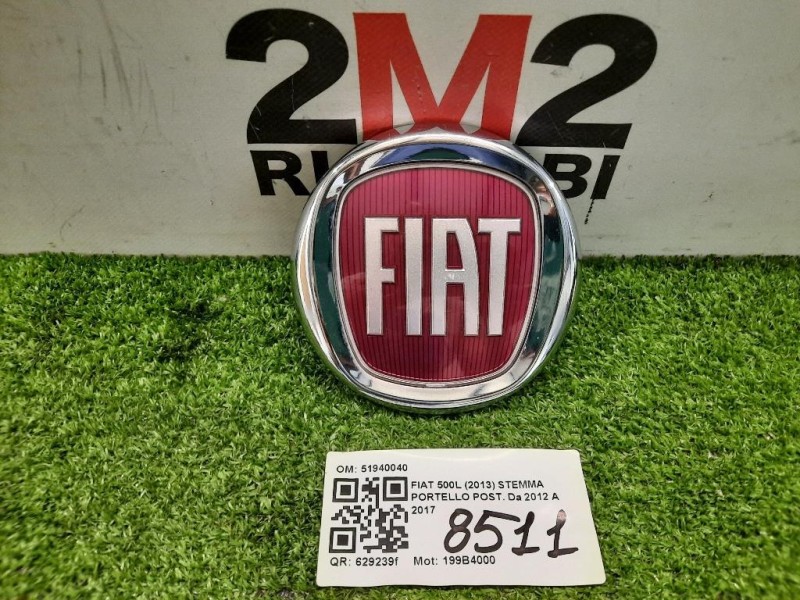 2M2
RI BI
FIAT
OM: 51940040
FIAT 500L (2013) STEMMA
PORTELLO POST. Da 2012 A
2017
8511
QR: 629239f Mot: 199B4000